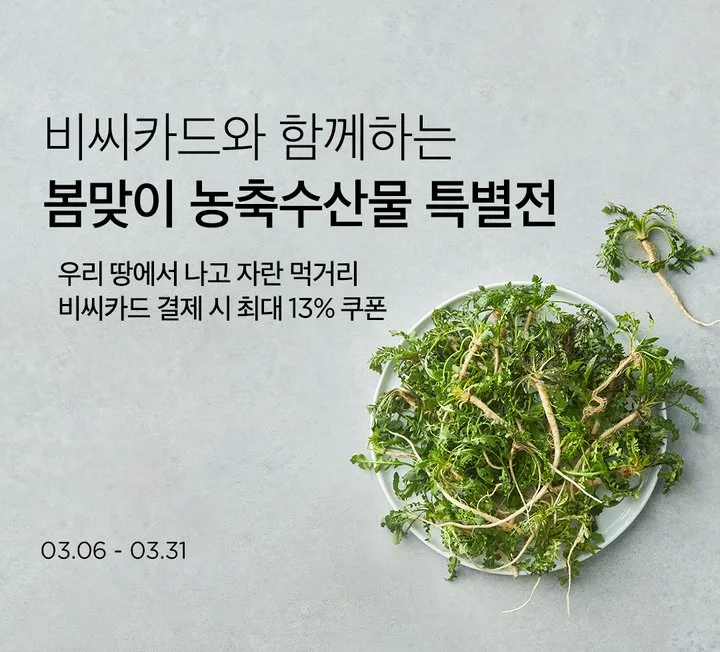 비씨카드와 함께하는
봄맞이 농축수산물 특별전
우리 땅에서 나고 자란 먹거리
비씨카드 결제 시 최대 13% 쿠폰
03.06 - 03.31